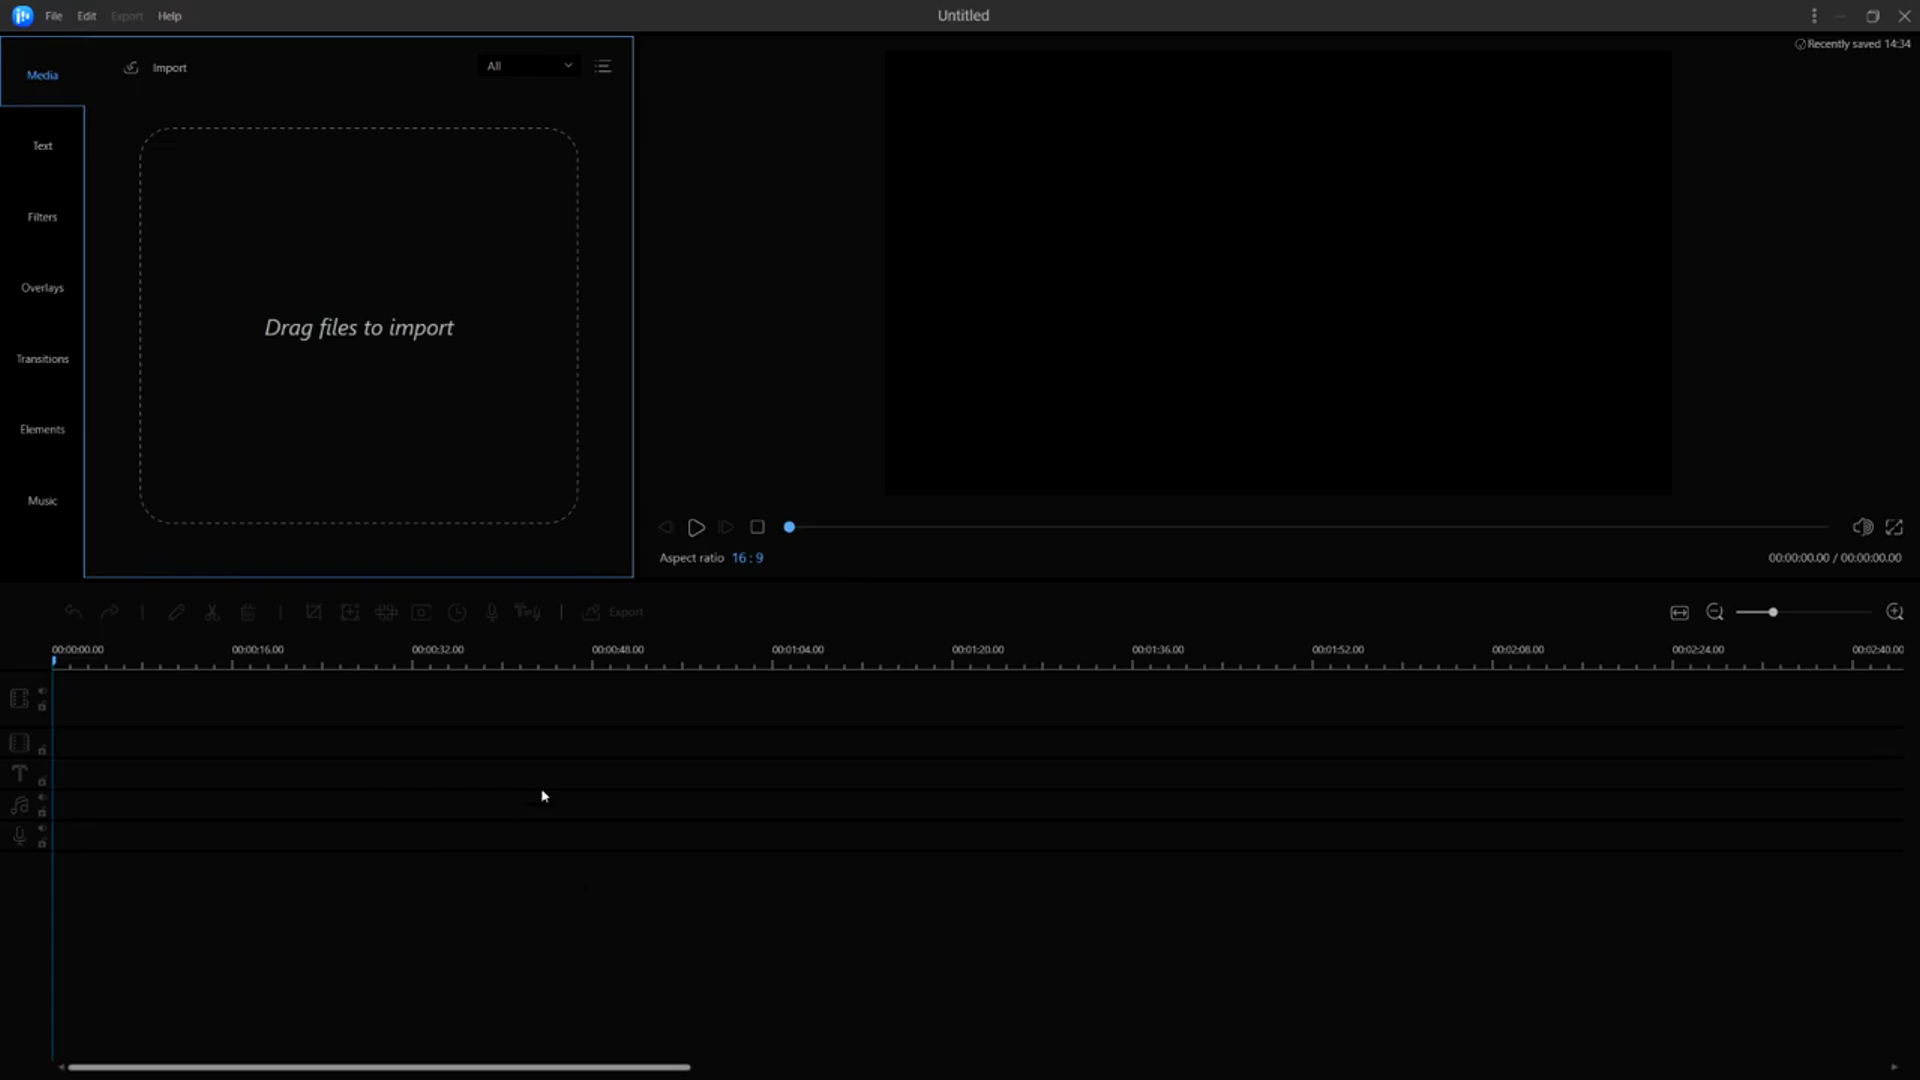 File Edit Export Help
Untitled
Recently saved 14:34
Media
Import
All
Text
Filters
Overlays
Transitions
Elements
Music
Drag files to import
Aspect ratio 16 : 9
00:00:00.00 / 00:00:00.00
Export
00:00:00.00 00:00:16.00 00:00:32.00 00:00:48.00 00:01:04.00 00:01:20.00 00:01:36.00 00:01:52.00 00:02:08.00 00:02:24.00 00:02:40.00